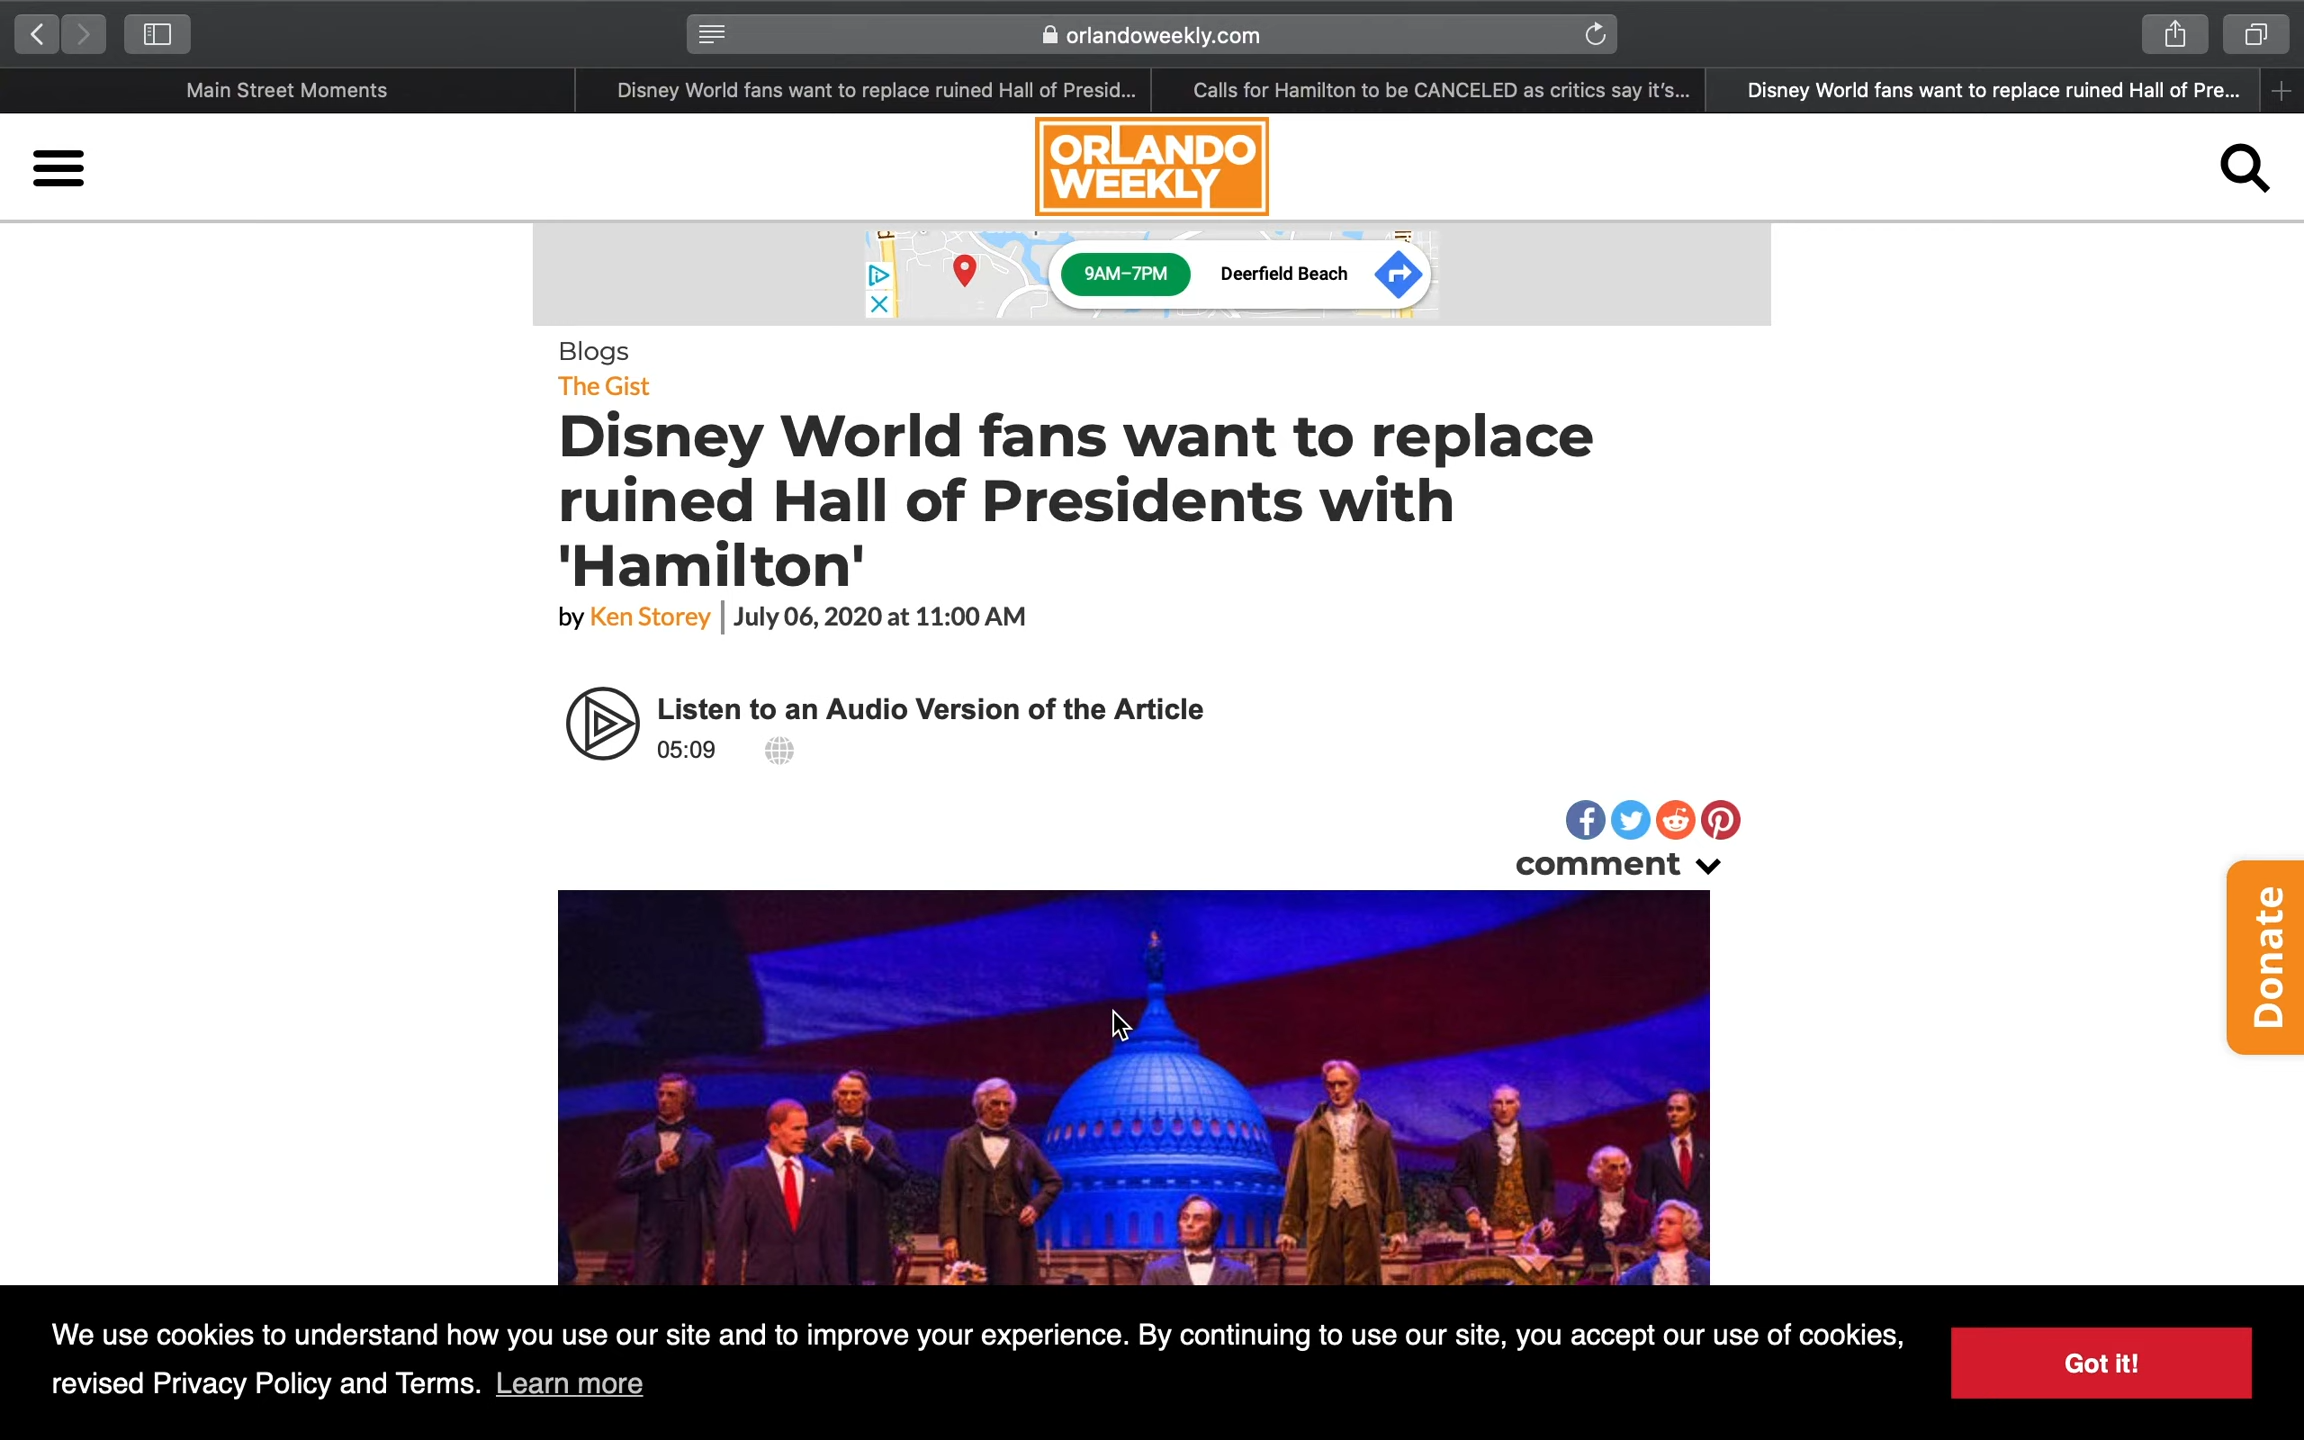 orlandoweekly.com
Main Street Moments
Disney World fans want to replace ruined Hall of Presid...
Calls for Hamilton to be CANCELED as critics say it's...
Disney World fans want to replace ruined Hall of Pre...
ORLANDO
WEEKLY
9AM–7PM
Deerfield Beach
Blogs
The Gist
Disney World fans want to replace
ruined Hall of Presidents with
'Hamilton'
by Ken Storey | July 06, 2020 at 11:00 AM
Listen to an Audio Version of the Article
05:09
comment
Donate
We use cookies to understand how you use our site and to improve your experience. By continuing to use our site, you accept our use of cookies,
revised Privacy Policy and Terms. Learn more
Got it!